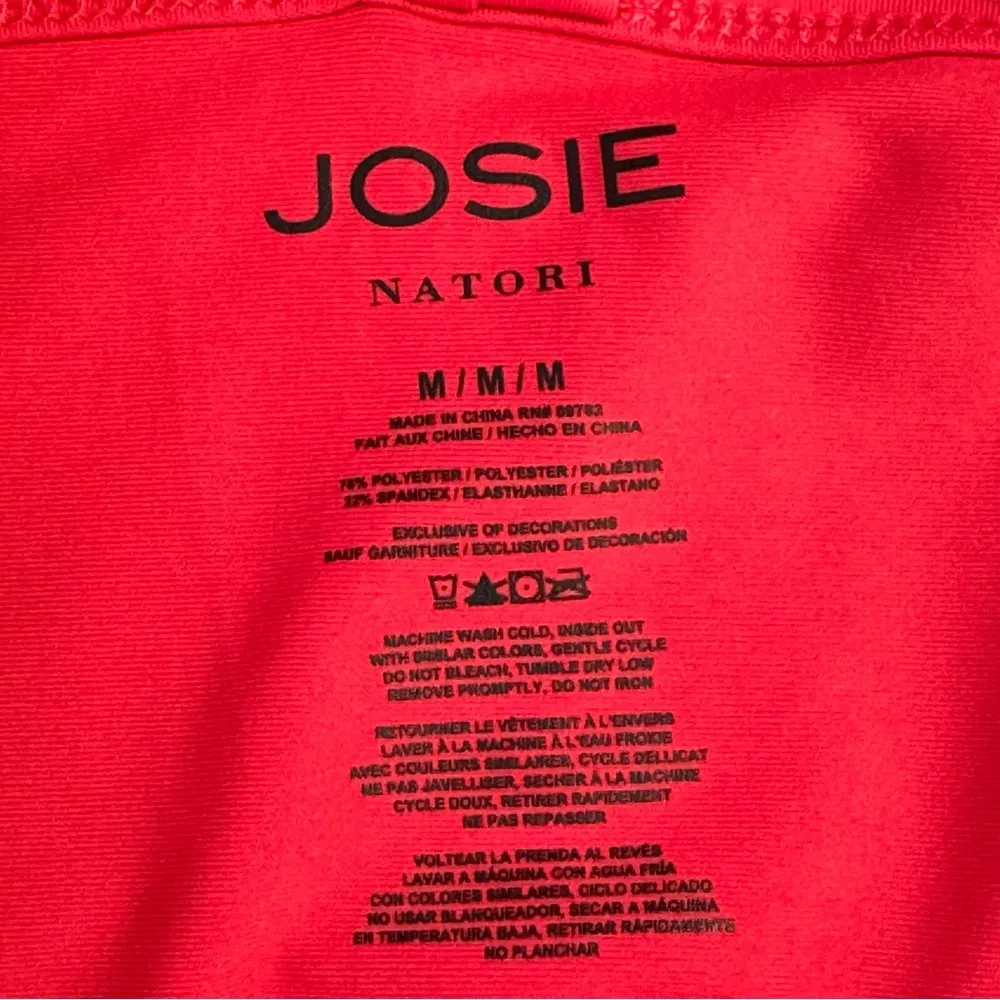 JOSIE
NATORI
M / M / M
MADE IN CHINA RN# 89783
FAIT AUX CHINE / HECHO EN CHINA
78% POLYESTER / POLYESTER / POLIÉSTER
22% SPANDEX / ELASTHANNE / ELASTANO
EXCLUSIVE OF DECORATIONS
SAUF GARNITURE / EXCLUSIVO DE DECORACIÓN
MACHINE WASH COLD, INSIDE OUT
WITH SIMILAR COLORS, GENTLE CYCLE
DO NOT BLEACH, TUMBLE DRY LOW
REMOVE PROMPTLY, DO NOT IRON
RETOURNER LE VÊTEMENT À L'ENVERS
LAVER À LA MACHINE À L'EAU FROIDE
AVEC COULEURS SIMILAIRES, CYCLE DELLICAT
NE PAS JAVELLISER, SECHER À LA MACHINE
CYCLE DOUX, RETIRER RAPIDEMENT
NE PAS REPASSER
VOLTEAR LA PRENDA AL REVÉS
LAVAR A MÁQUINA CON AGUA FRÍA
CON COLORES SIMILARES, CICLO DELICADO
NO USAR BLANQUEADOR, SECAR A MÁQUINA
EN TEMPERATURA BAJA, RETIRAR RÁPIDAMENTE
NO PLANCHAR